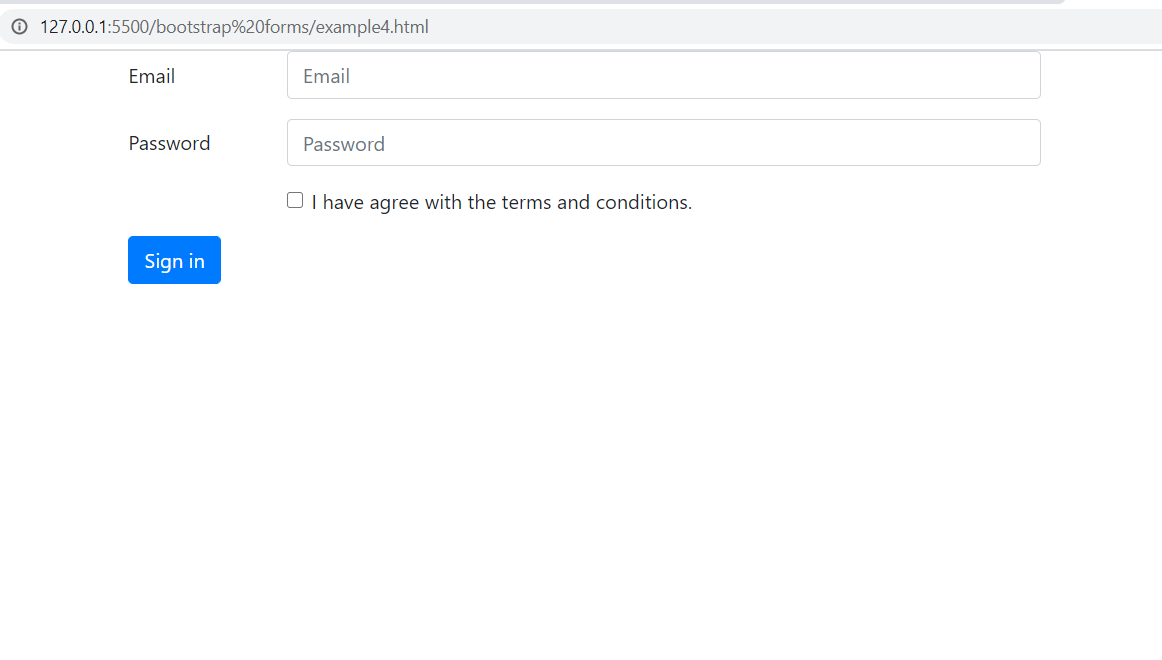 127.0.0.1:5500/bootstrap%20forms/example4.html
Email Email
Password Password
I have agree with the terms and conditions.
Sign in